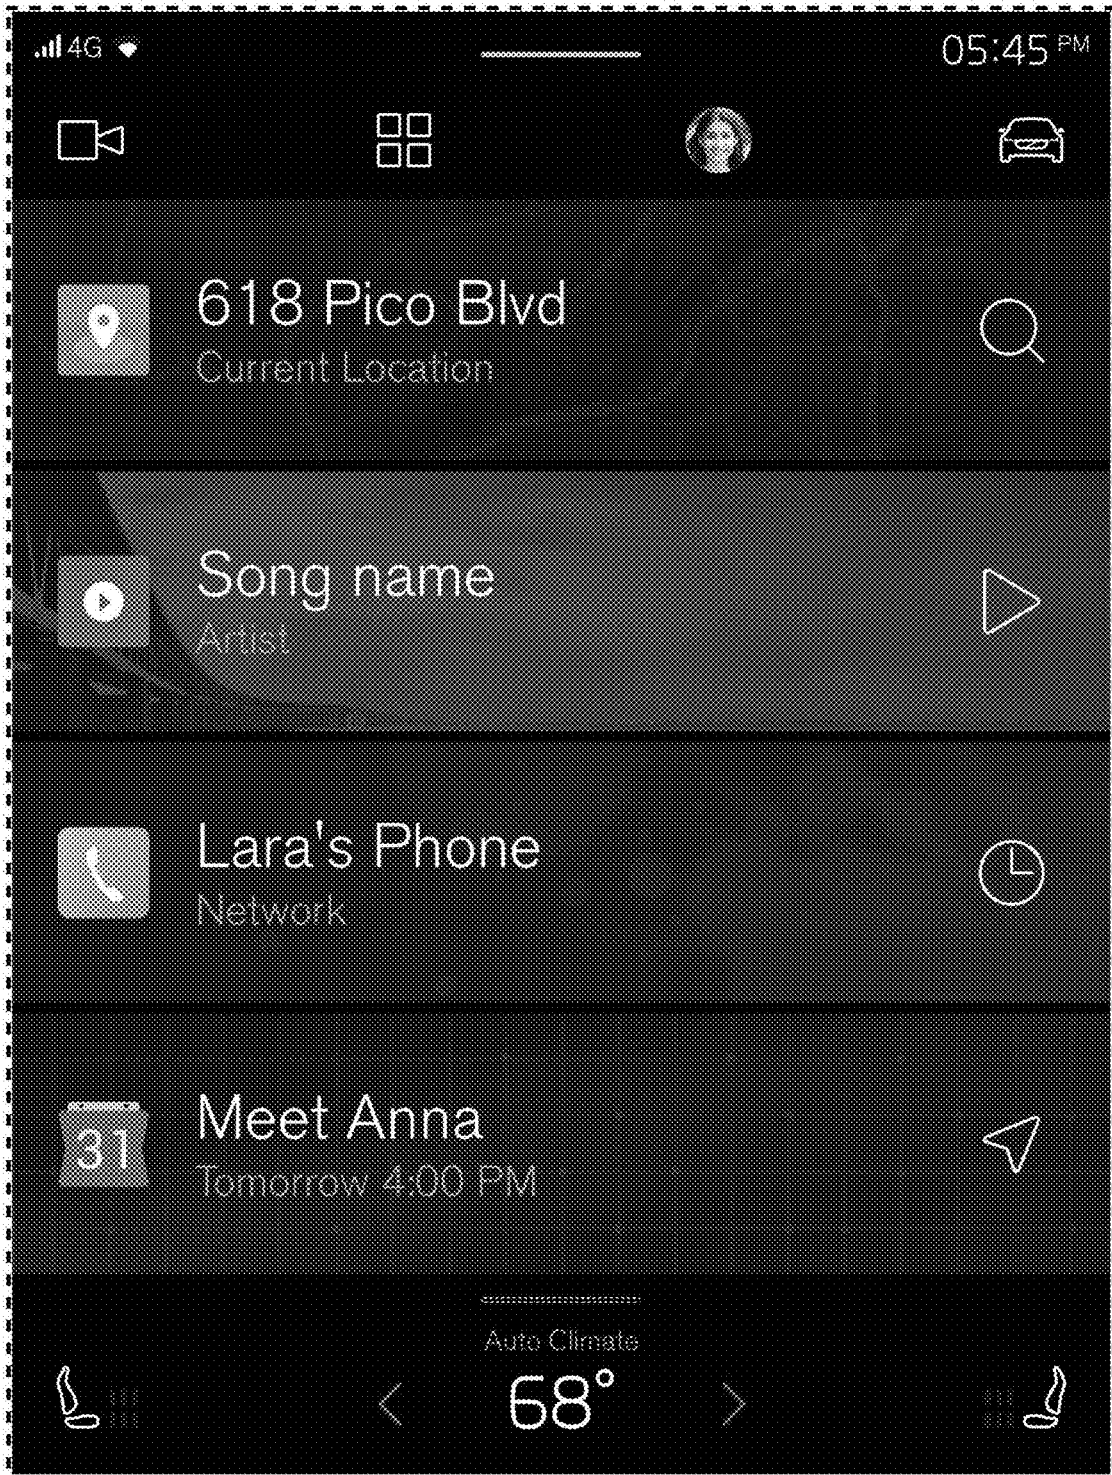 4G
05:45 PM
618 Pico Blvd
Current Location
Song name
Artist
Lara's Phone
Network
31
Meet Anna
Tomorrow 4:00 PM
Auto Climate
68°